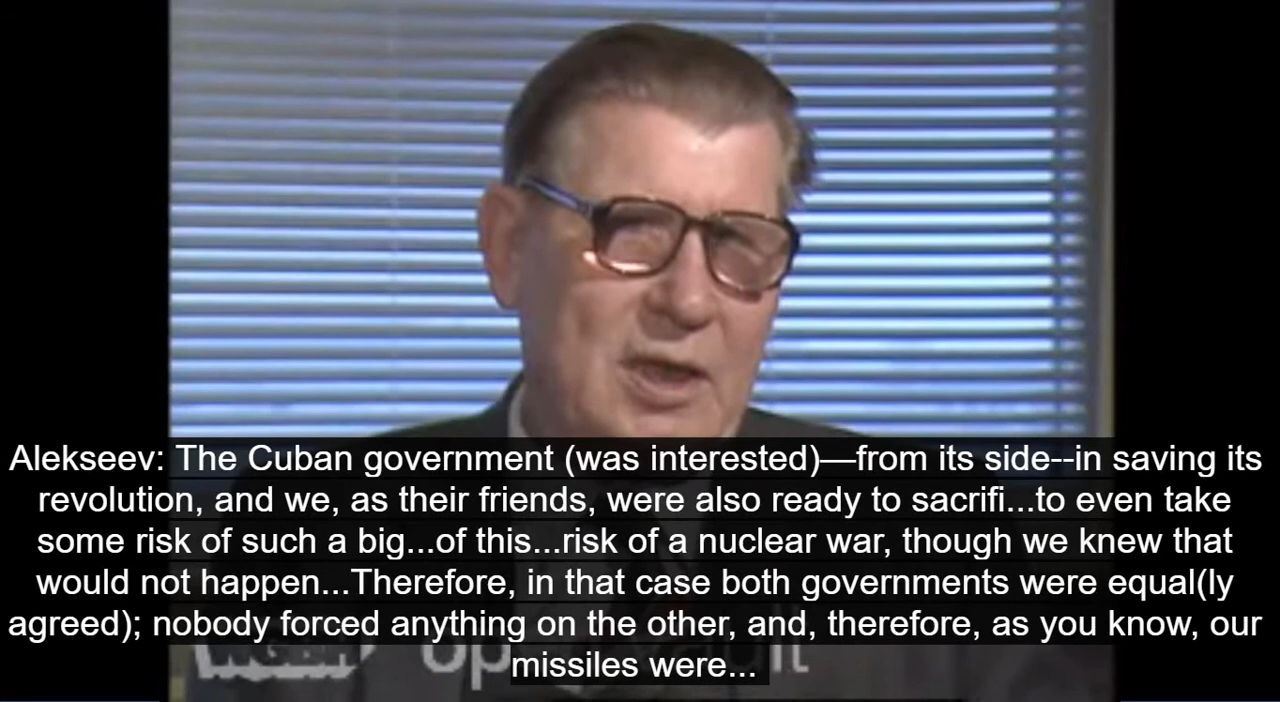 Alekseev: The Cuban government (was interested)—from its side--in saving its
revolution, and we, as their friends, were also ready to sacrifi...to even take
some risk of such a big...of this...risk of a nuclear war, though we knew that
would not happen...Therefore, in that case both governments were equal(ly
agreed); nobody forced anything on the other, and, therefore, as you know, our
missiles were...
WGBH